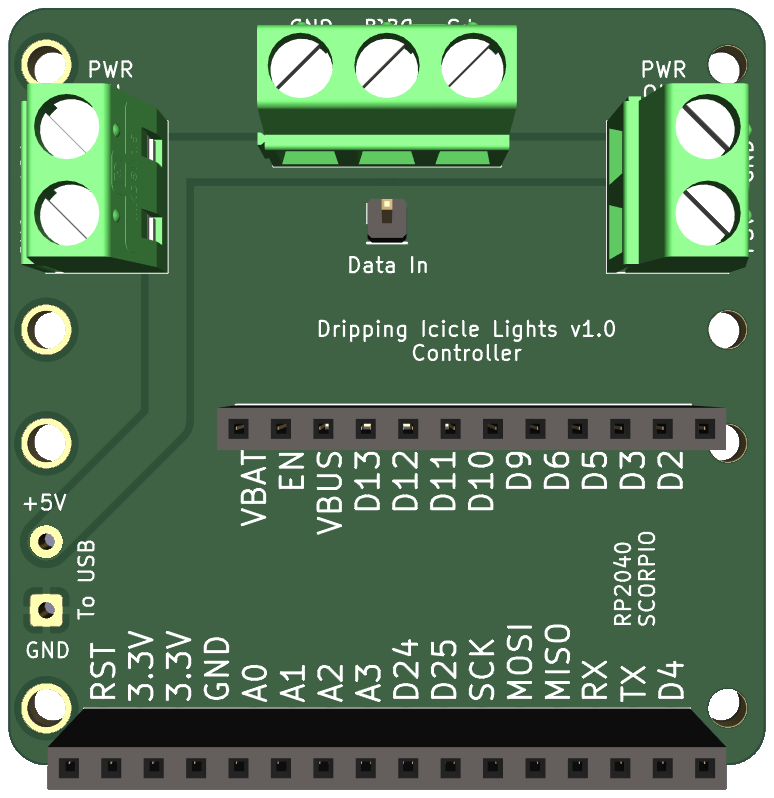 PWR
PWR
Data In
Dripping Icicle Lights v1.0
Controller
VBAT
EN
VBUS
D13
D12
D11
D10
D9
D6
D5
D3
D2
+5V
To USB
GND
RP2040
SCORPIO
RST
3.3V
3.3V
GND
A0
A1
A2
A3
D24
D25
SCK
MOSI
MISO
RX
TX
D4